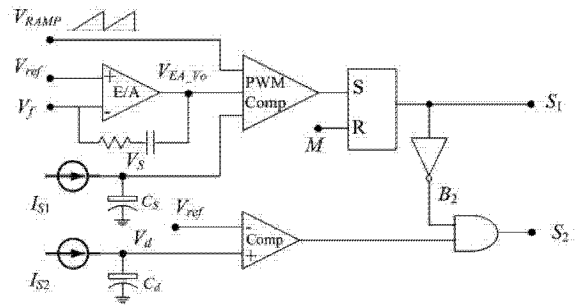 V_RAMP
V_ref
V_f
+
-
E/A
V_EA_Vo
PWM
Comp
S
R
M
S_1
V_S
I_S1
C_S
B_2
V_ref
-
Comp
+
V_d
I_S2
C_d
S_2